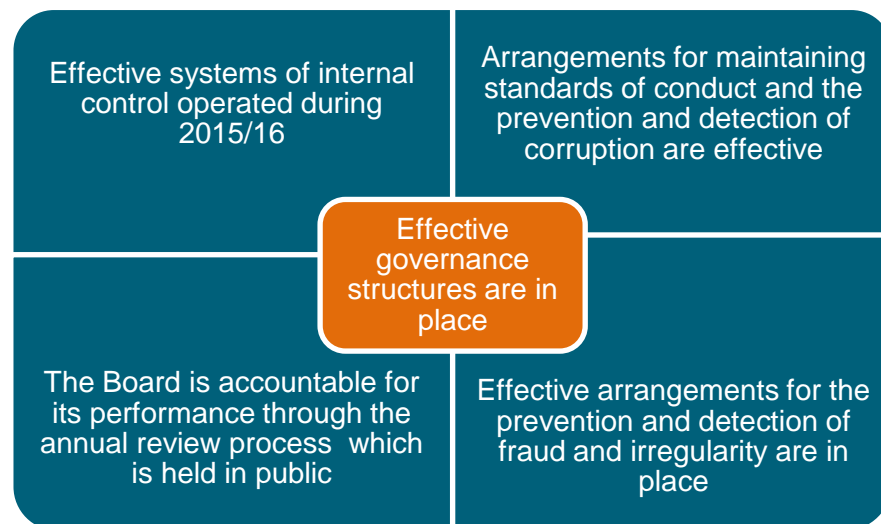 Effective systems of internal
control operated during
2015/16
Arrangements for maintaining
standards of conduct and the
prevention and detection of
corruption are effective
Effective
governance
structures are in
place
The Board is accountable for
its performance through the
annual review process  which
is held in public
Effective arrangements for the
prevention and detection of
fraud and irregularity are in
place